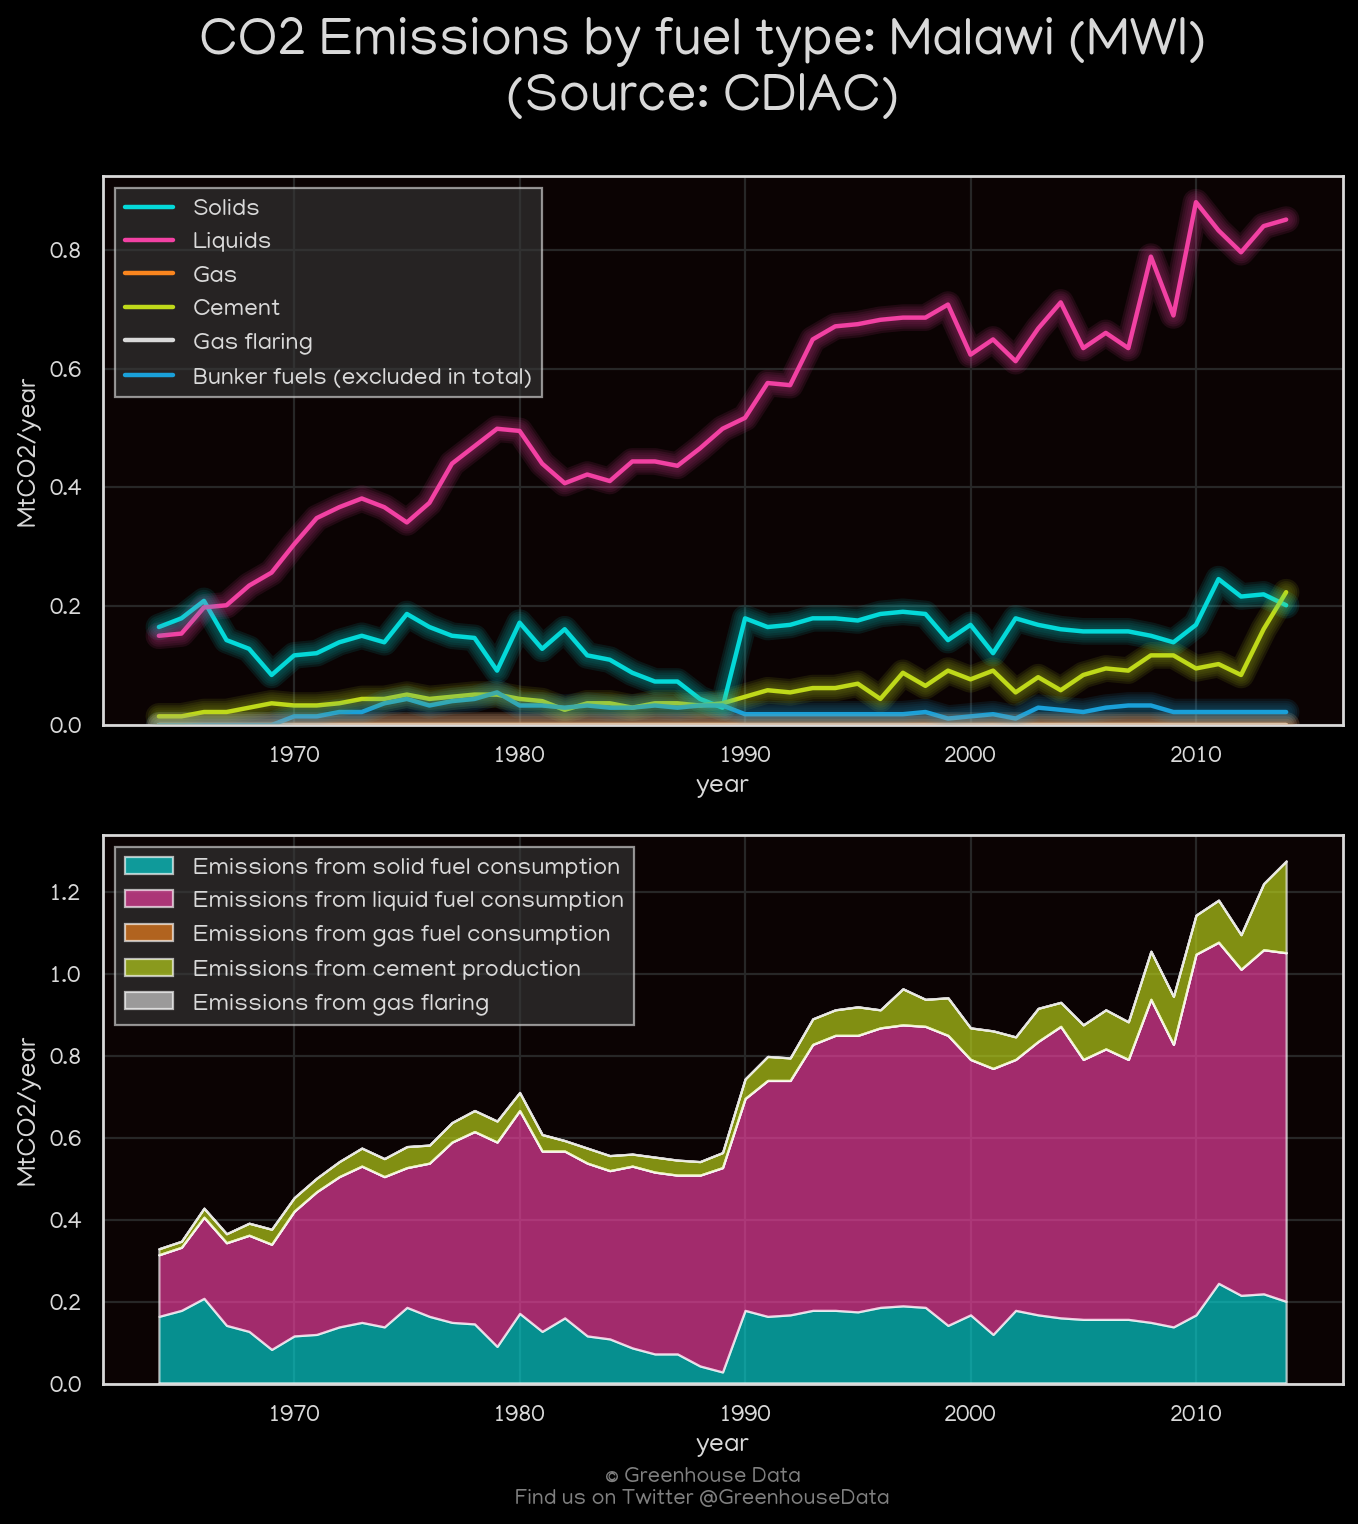 CO2 Emissions by fuel type: Malawi (MWI)
(Source: CDIAC)
Solids
Liquids
Gas
Cement
Gas flaring
Bunker fuels (excluded in total)
MtCO2/year
0.8
0.6
0.4
0.2
0.0
1970
1980
1990
2000
2010
year
Emissions from solid fuel consumption
Emissions from liquid fuel consumption
Emissions from gas fuel consumption
Emissions from cement production
Emissions from gas flaring
MtCO2/year
1.2
1.0
0.8
0.6
0.4
0.2
0.0
1970
1980
1990
2000
2010
year
© Greenhouse Data
Find us on Twitter @GreenhouseData